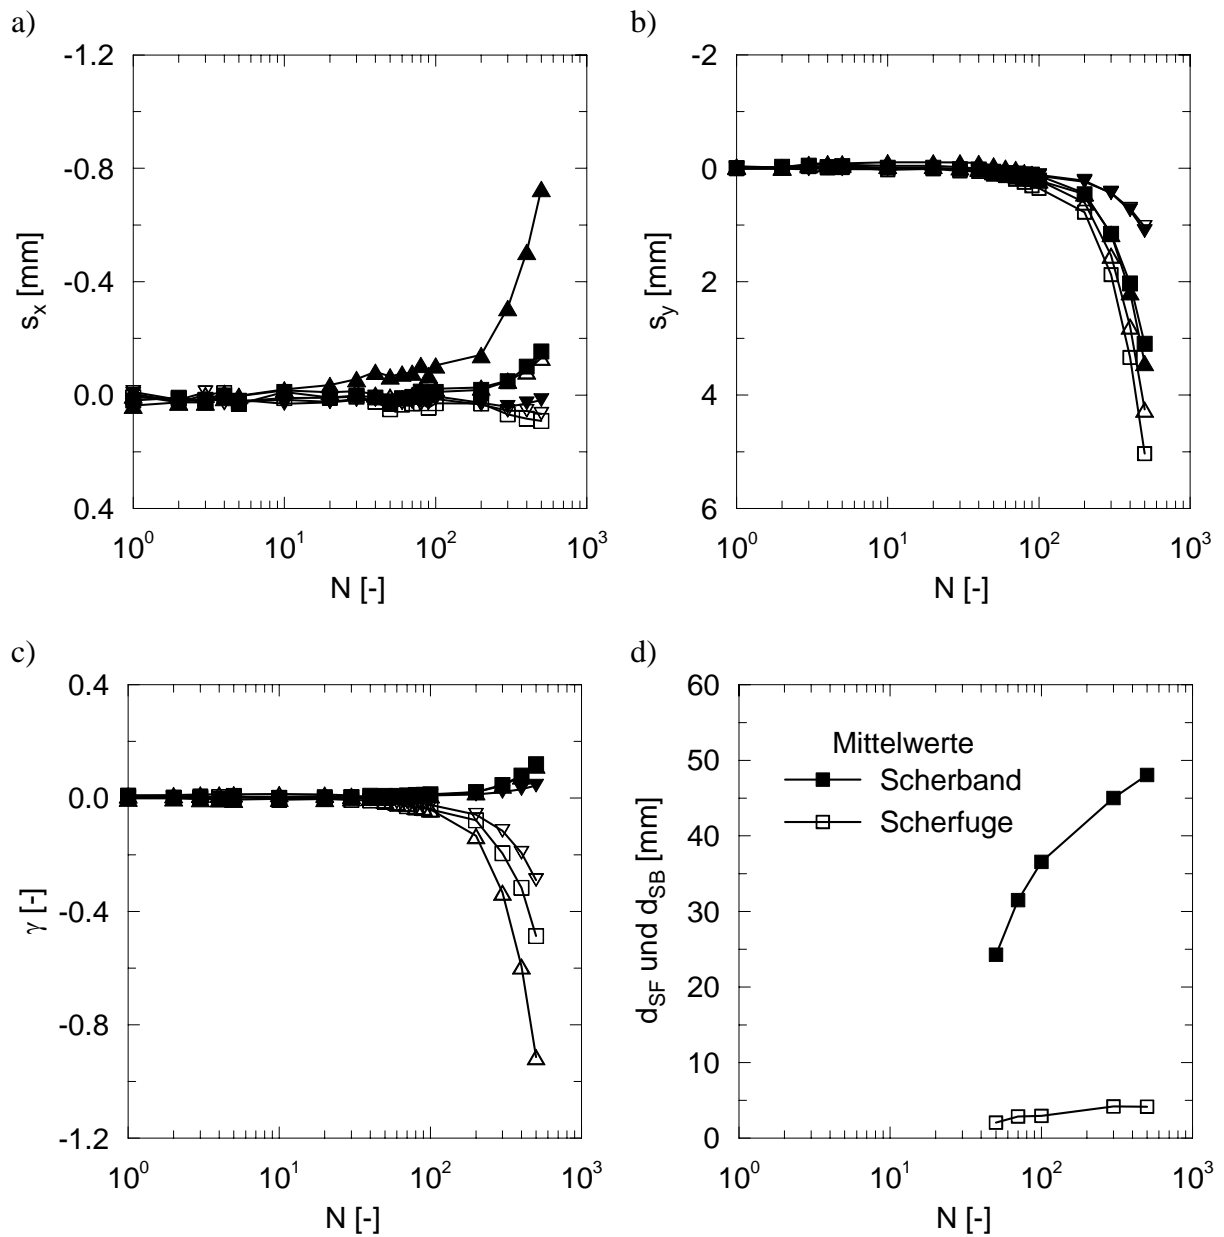 a)
-1.2
-0.8
-0.4
0.0
0.4
s_x [mm]
10^0 10^1 10^2 10^3
N [-]
b)
-2
0
2
4
6
s_y [mm]
10^0 10^1 10^2 10^3
N [-]
c)
0.4
0.0
-0.4
-0.8
-1.2
γ [-]
10^0 10^1 10^2 10^3
N [-]
d)
60
50
40
30
20
10
0
d_SF und d_SB [mm]
Mittelwerte
Scherband
Scherfuge
10^0 10^1 10^2 10^3
N [-]